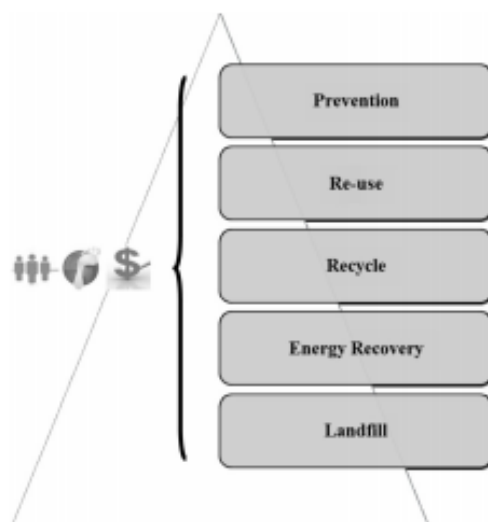 Prevention
Re-use
Recycle
Energy Recovery
Landfill